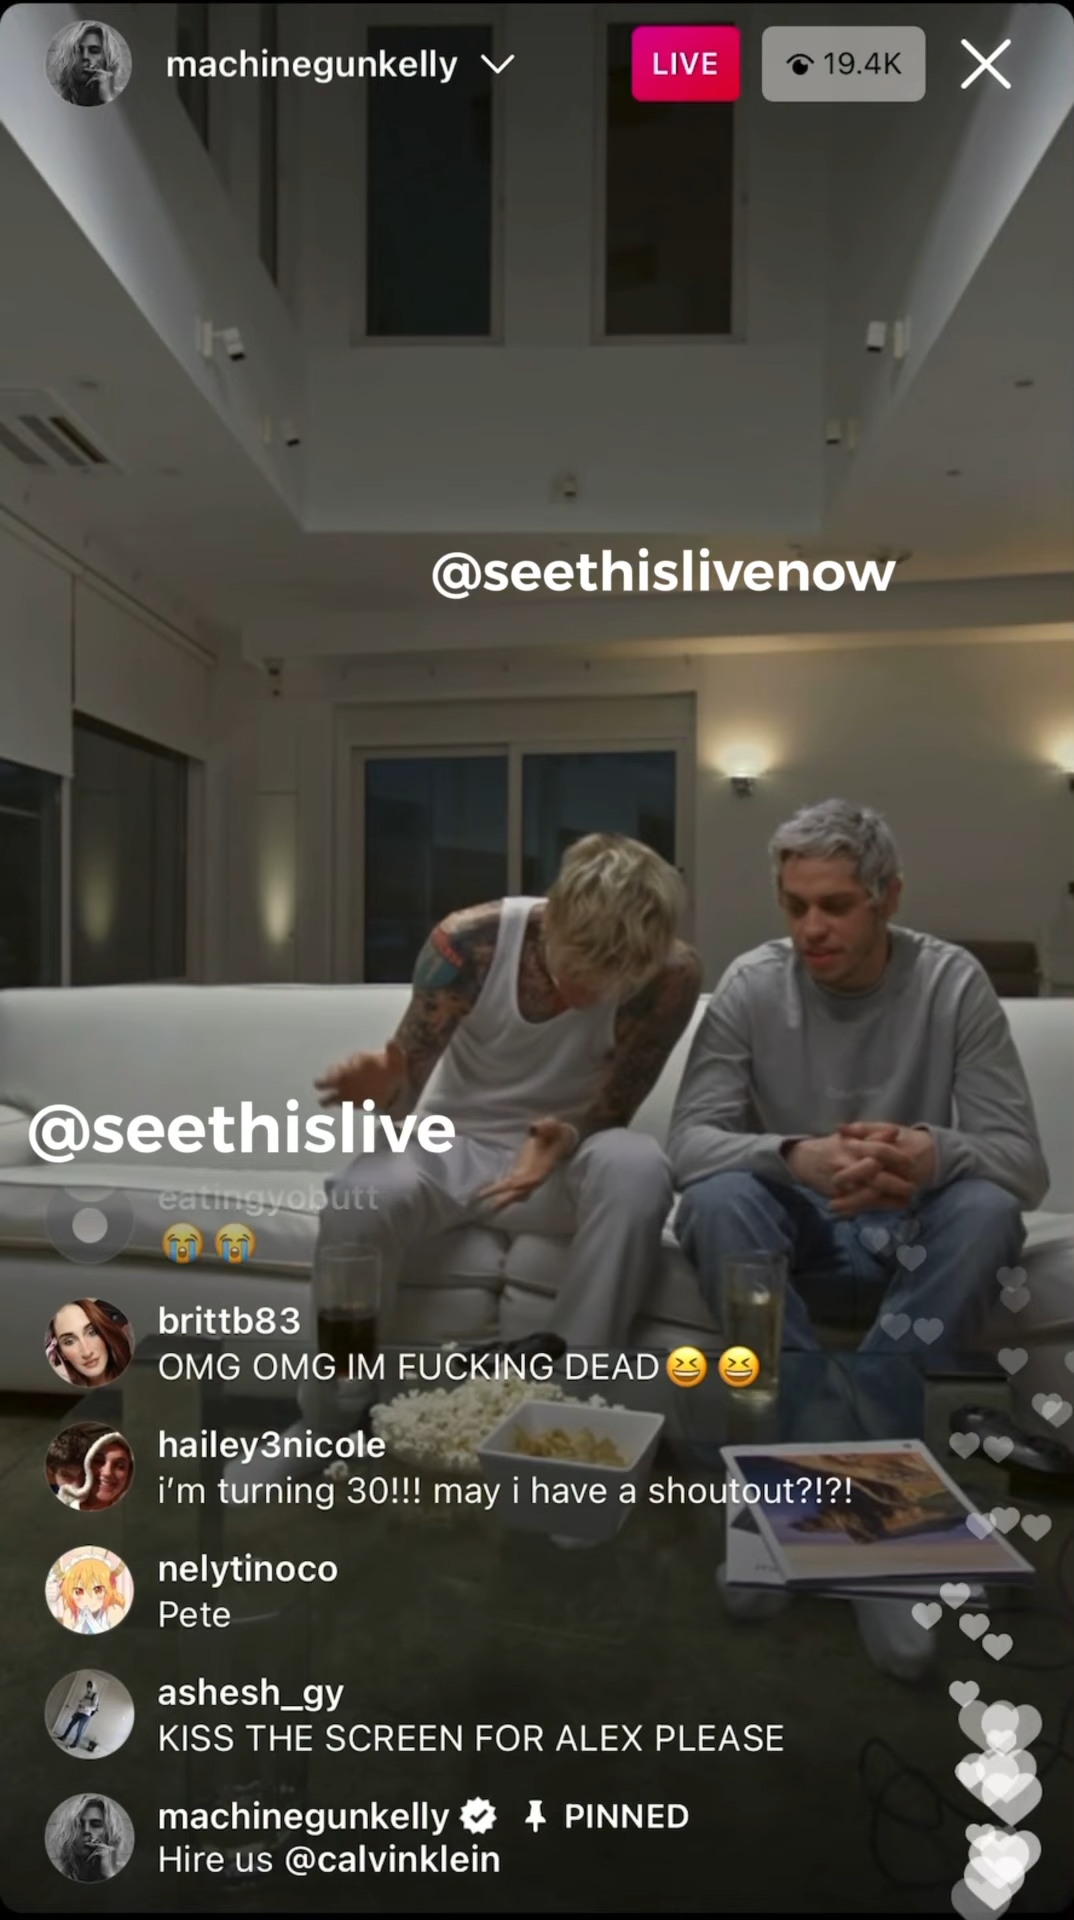 machinegunkelly
LIVE
19.4K
@seethislivenow
@seethislive
eatingyobutt
😭 😭
brittb83
OMG OMG IM FUCKING DEAD😆 😆
hailey3nicole
i'm turning 30!!! may i have a shoutout?!?!
nelytinoco
Pete
ashesh_gy
KISS THE SCREEN FOR ALEX PLEASE
machinegunkelly PINNED
Hire us @calvinklein